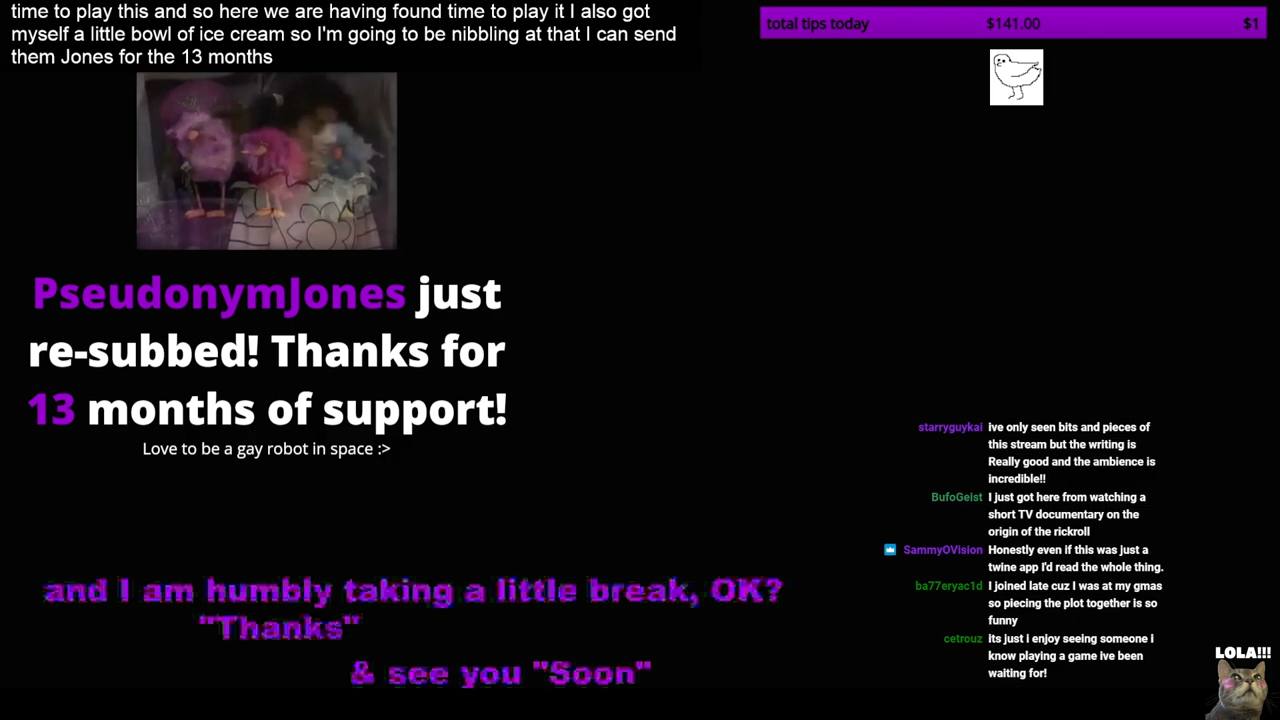 time to play this and so here we are having found time to play it I also got
myself a little bowl of ice cream so I'm going to be nibbling at that I can send
them Jones for the 13 months
total tips today $141.00 $1
PseudonymJones just
re-subbed! Thanks for
13 months of support!
Love to be a gay robot in space :>
starryguykai ive only seen bits and pieces of
this stream but the writing is
Really good and the ambience is
incredible!!
BufoGeist I just got here from watching a
short TV documentary on the
origin of the rickroll
SammyOVision Honestly even if this was just a
twine app I'd read the whole thing.
ba77eryac1d I joined late cuz I was at my gmas
so piecing the plot together is so
funny
cetrouz its just i enjoy seeing someone i
know playing a game ive been
waiting for!
and I am humbly taking a little break, OK?
"Thanks"
& see you "Soon"
LOLA!!!